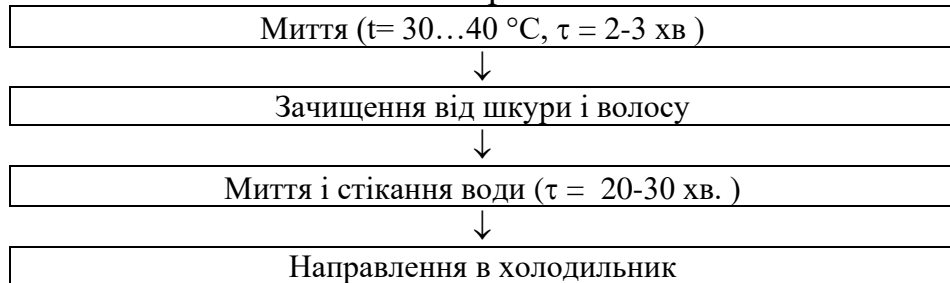 Миття (t= 30…40 °C, τ = 2-3 хв )
↓
Зачищення від шкури і волосу
↓
Миття і стікання води (τ = 20-30 хв. )
↓
Направлення в холодильник